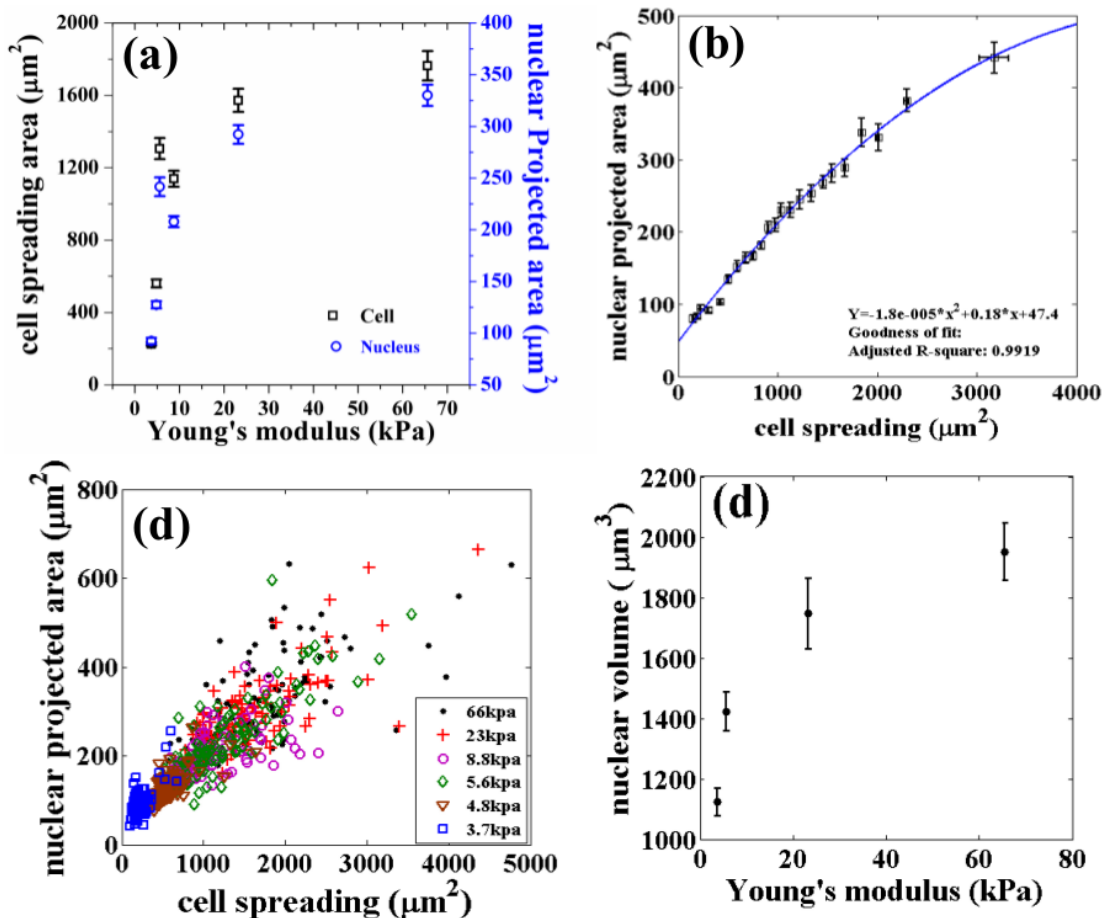 (a)
cell spreading area (μm²)
2000
1600
1200
800
400
0
0 10 20 30 40 50 60 70
Young's modulus (kPa)
400
350
300
250
200
150
100
50
nuclear Projected area (μm²)
Cell
Nucleus
(b)
nuclear projected area (μm²)
500
400
300
200
100
0
0 1000 2000 3000 4000
cell spreading (μm²)
Y=-1.8e-005*x²+0.18*x+47.4
Goodness of fit:
Adjusted R-square: 0.9919
(d)
nuclear projected area (μm²)
800
600
400
200
0
0 1000 2000 3000 4000 5000
cell spreading (μm²)
66kpa
23kpa
8.8kpa
5.6kpa
4.8kpa
3.7kpa
(d)
nuclear volume ( μm³)
2200
2000
1800
1600
1400
1200
1000
0 20 40 60 80
Young's modulus (kPa)